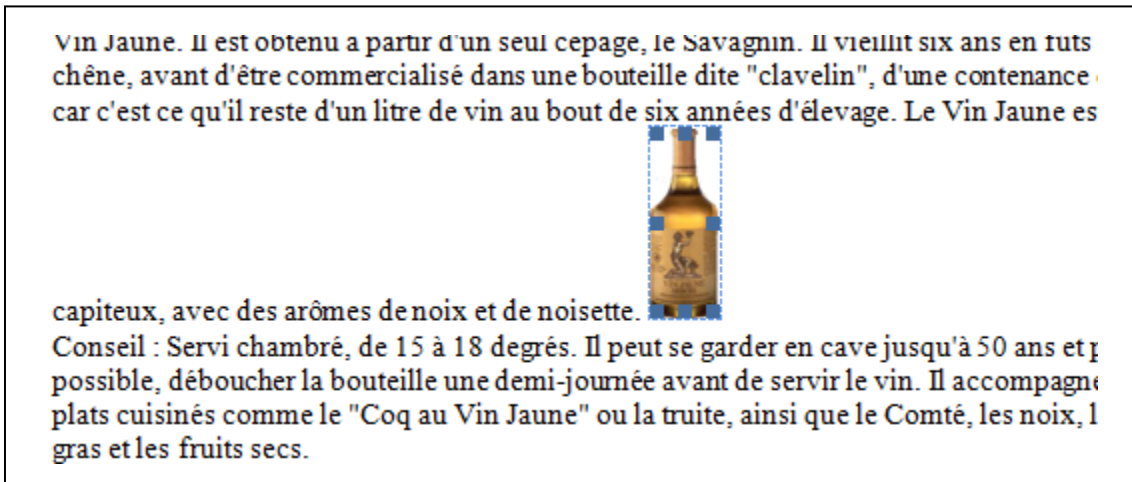 Vin Jaune. Il est obtenu à partir d'un seul cépage, le Savagnin. Il vieillit six ans en fûts
chêne, avant d'être commercialisé dans une bouteille dite "clavelin", d'une contenance
car c'est ce qu'il reste d'un litre de vin au bout de six années d'élevage. Le Vin Jaune es
capiteux, avec des arômes de noix et de noisette.
Conseil : Servi chambré, de 15 à 18 degrés. Il peut se garder en cave jusqu'à 50 ans et p
possible, déboucher la bouteille une demi-journée avant de servir le vin. Il accompagne
plats cuisinés comme le "Coq au Vin Jaune" ou la truite, ainsi que le Comté, les noix, l
gras et les fruits secs.